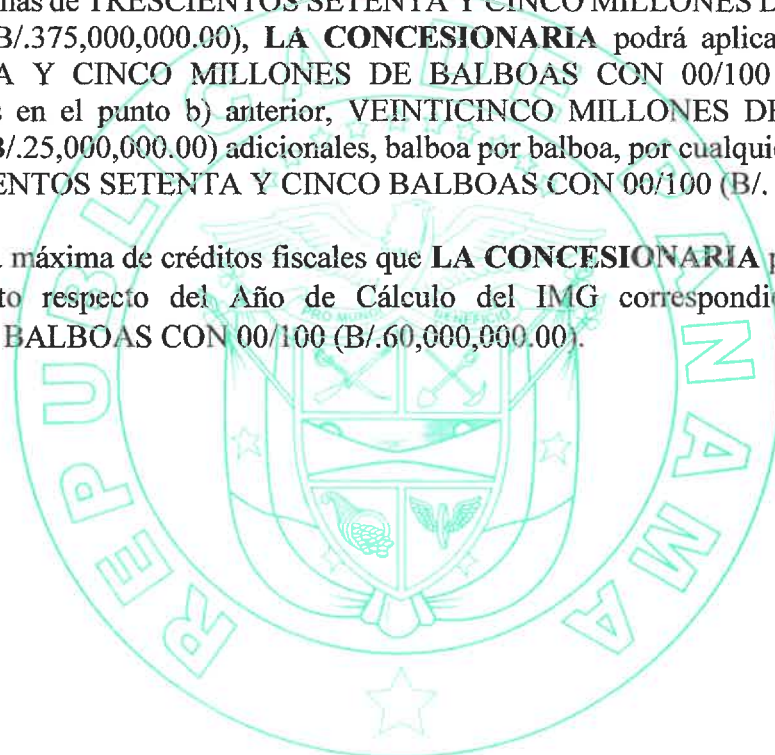 más de TRESCIENTOS SETENTA Y CINCO MILLONES D
B/.375,000,000.00), LA CONCESIONARIA podrá aplica
A Y CINCO MILLONES DE BALBOAS CON 00/100
s en el punto b) anterior, VEINTICINCO MILLONES DE
B/.25,000,000.00) adicionales, balboa por balboa, por cualquie
ENTOS SETENTA Y CINCO BALBOAS CON 00/100 (B/.
máxima de créditos fiscales que LA CONCESIONARIA p
to respecto del Año de Cálculo del IMG correspondi
BALBOAS CON 00/100 (B/.60,000,000.00).
REPUBLICA DE PANAMA
PRO MUNDI BENEFICIO